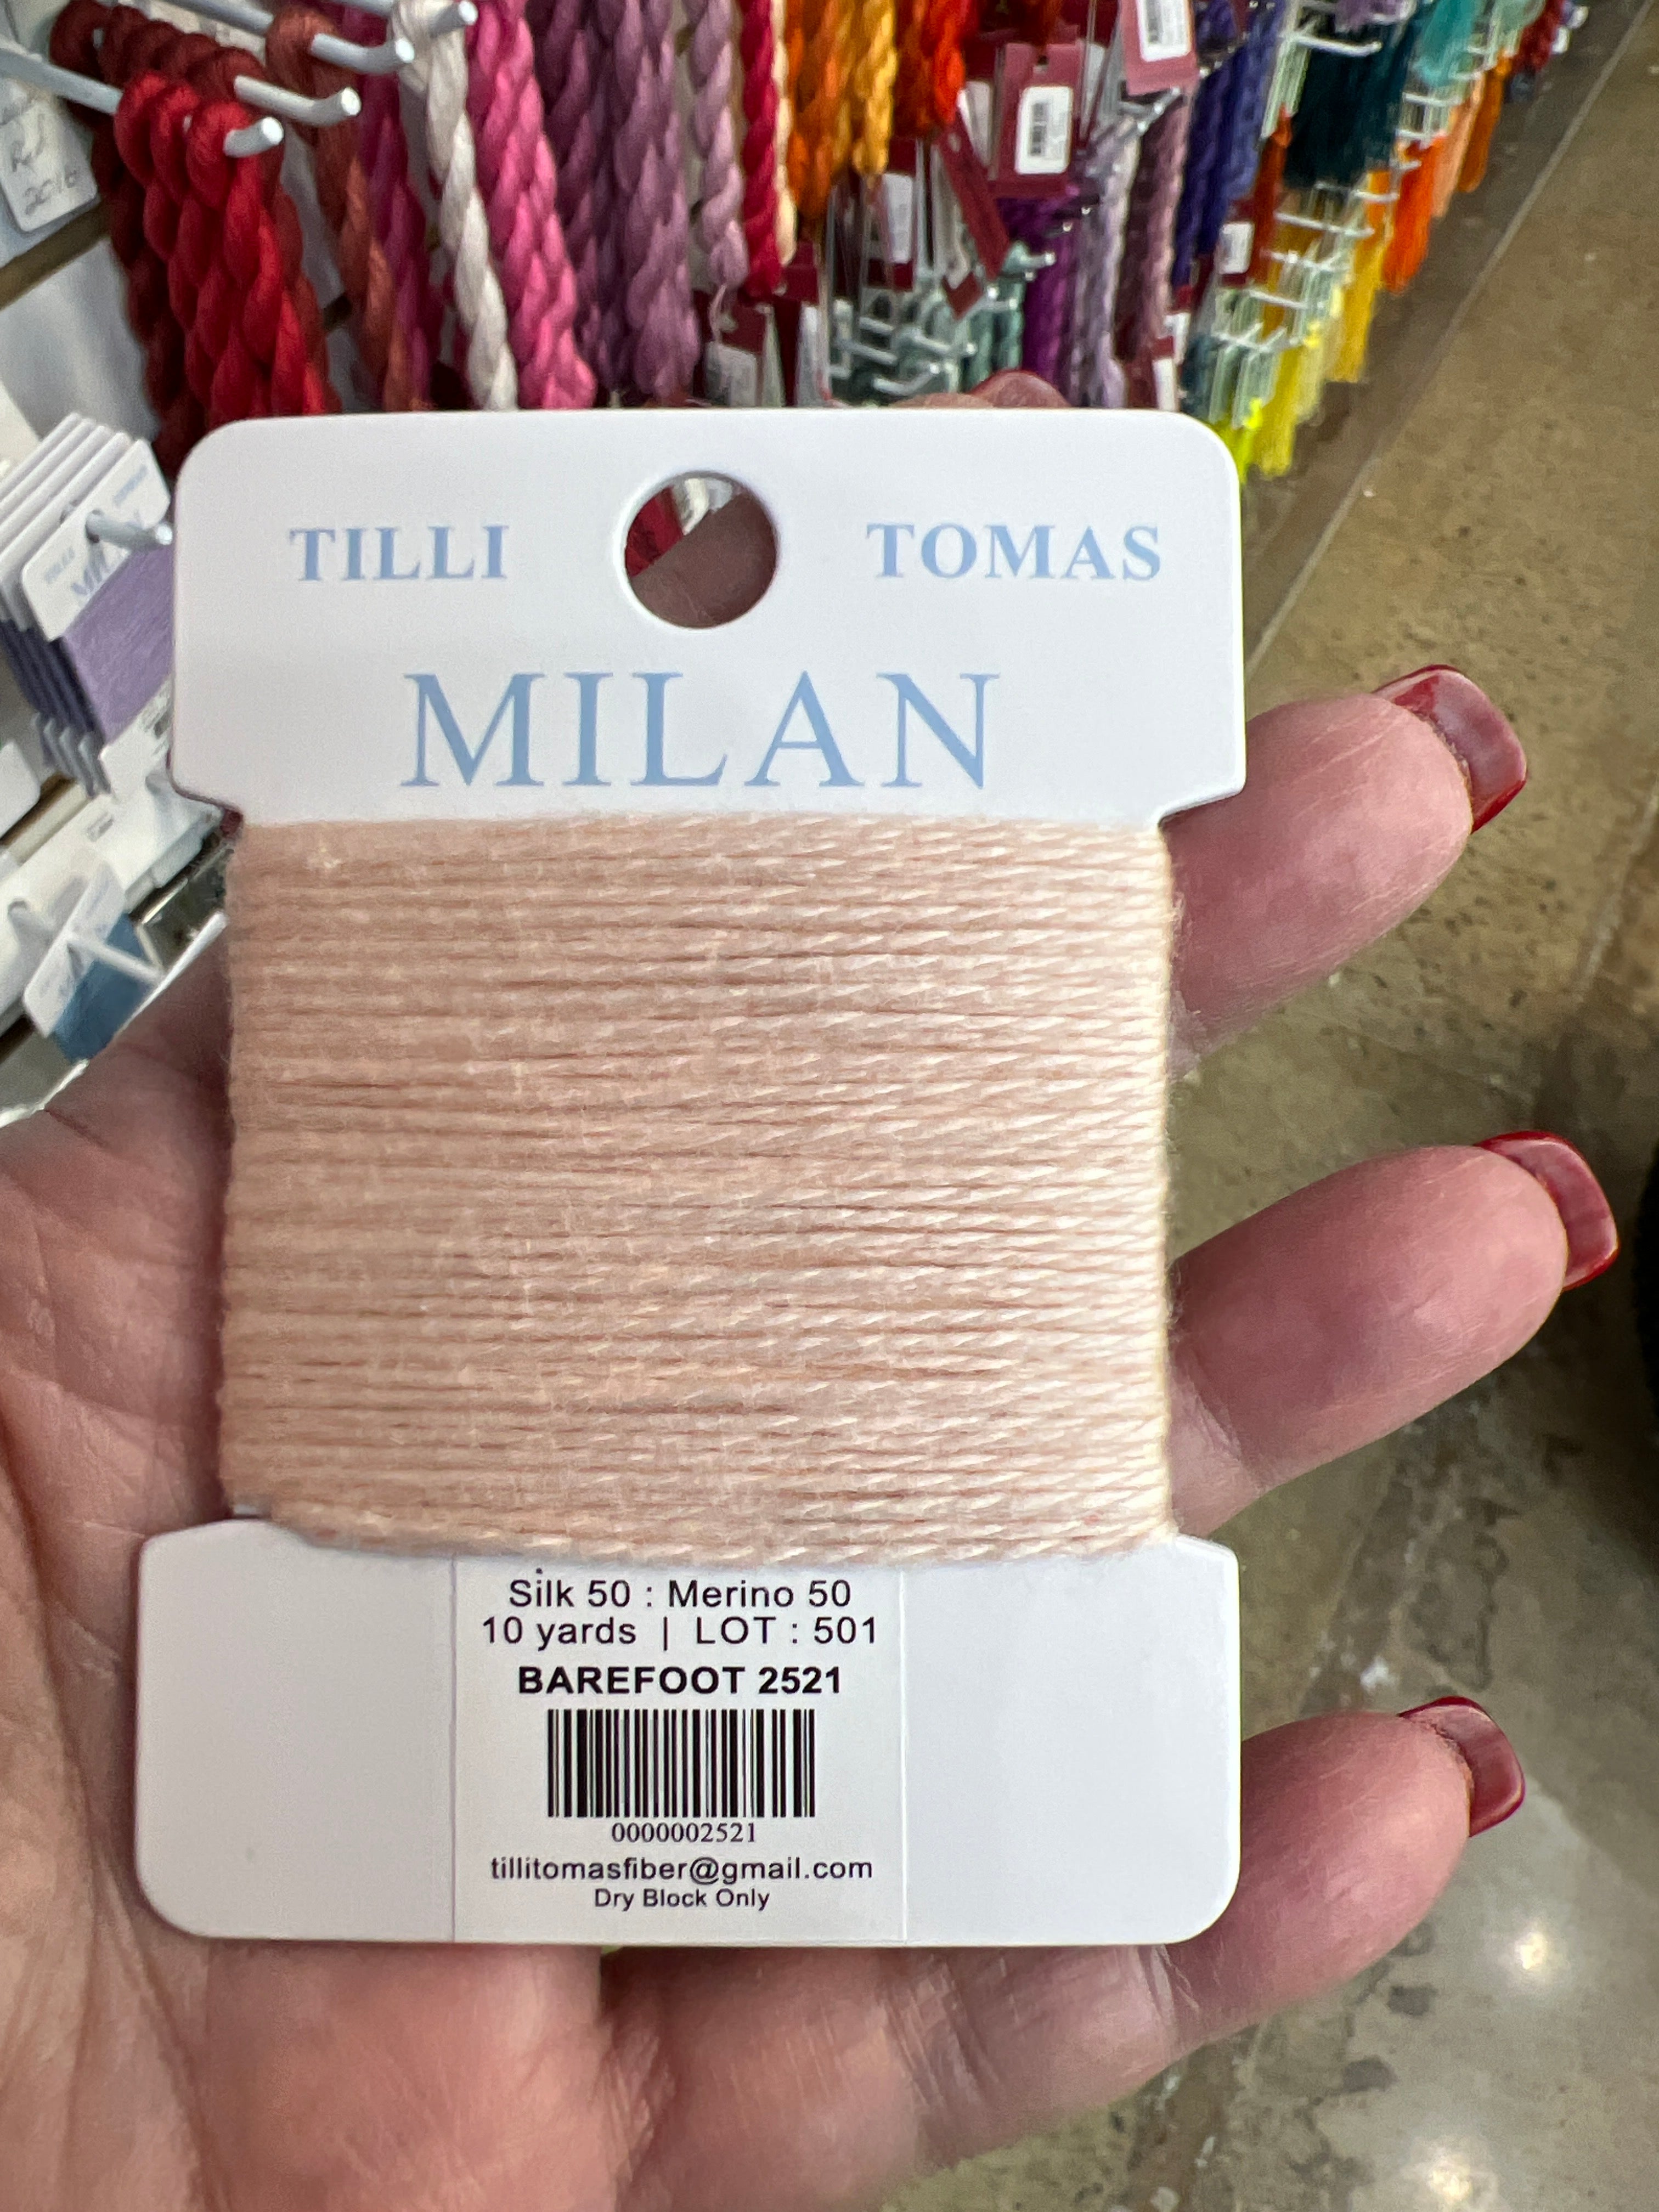 TILLI TOMAS
MILAN
Silk 50 : Merino 50
10 yards | LOT : 501
BAREFOOT 2521
0000002521
tillitomasfiber@gmail.com
Dry Block Only